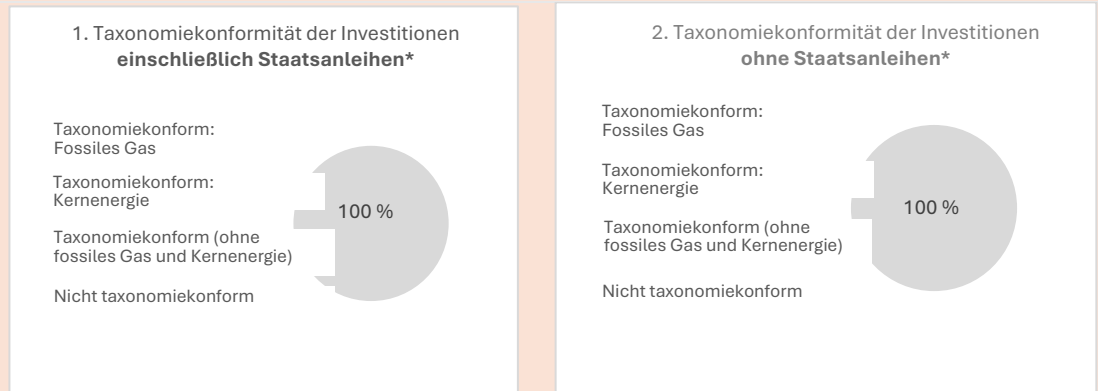 1. Taxonomiekonformität der Investitionen
einschließlich Staatsanleihen*
Taxonomiekonform:
Fossiles Gas
Taxonomiekonform:
Kernenergie
Taxonomiekonform (ohne
fossiles Gas und Kernenergie)
Nicht taxonomiekonform
100 %
2. Taxonomiekonformität der Investitionen
ohne Staatsanleihen*
Taxonomiekonform:
Fossiles Gas
Taxonomiekonform:
Kernenergie
Taxonomiekonform (ohne
fossiles Gas und Kernenergie)
Nicht taxonomiekonform
100 %